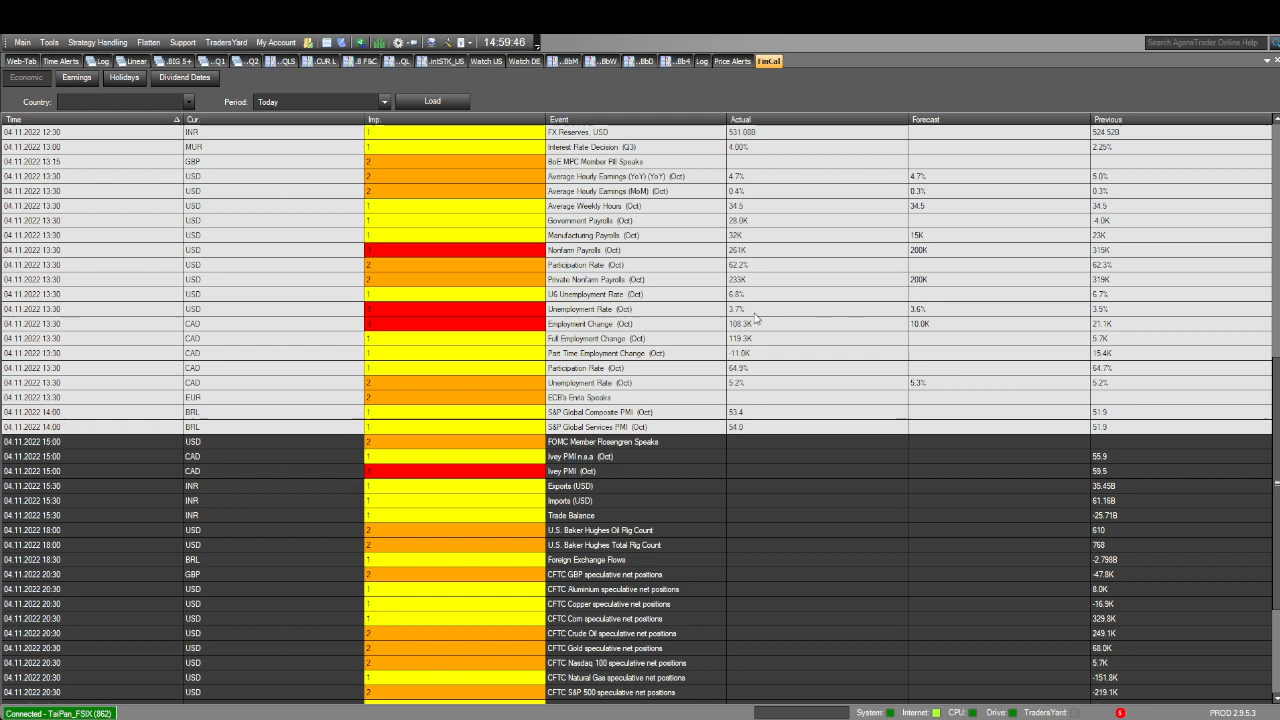 Main Tools Strategy Handling Flatten Support TradersYard My Account 14:59:46 Search AgenaTrader Online Help
Web-Tab Time Alerts Log Linear ..BIG 5+ ..Q1 ..Q2 ..QLS ..CUR L ..B F&C ..QL ..intSTK_US Watch US Watch DE ..BbM ..BbW ..BbD ..Bb4 Log Price Alerts FinCal
Economic Earnings Holidays Dividend Dates
Country: Period: Today Load
Time Cur. Imp. Event Actual Forecast Previous
04.11.2022 12:30 INR 1 FX Reserves, USD 531.08B 524.52B
04.11.2022 13:00 MUR 1 Interest Rate Decision (Q3) 4.00% 2.25%
04.11.2022 13:15 GBP 2 BoE MPC Member Pill Speaks
04.11.2022 13:30 USD 2 Average Hourly Earnings (YoY) (YoY) (Oct) 4.7% 4.7% 5.0%
04.11.2022 13:30 USD 2 Average Hourly Earnings (MoM) (Oct) 0.4% 0.3% 0.3%
04.11.2022 13:30 USD 1 Average Weekly Hours (Oct) 34.5 34.5 34.5
04.11.2022 13:30 USD 1 Government Payrolls (Oct) 28.0K -4.0K
04.11.2022 13:30 USD 1 Manufacturing Payrolls (Oct) 32K 15K 23K
04.11.2022 13:30 USD 3 Nonfarm Payrolls (Oct) 261K 200K 315K
04.11.2022 13:30 USD 2 Participation Rate (Oct) 62.2% 62.3%
04.11.2022 13:30 USD 2 Private Nonfarm Payrolls (Oct) 233K 200K 319K
04.11.2022 13:30 USD 1 U6 Unemployment Rate (Oct) 6.8% 6.7%
04.11.2022 13:30 USD 3 Unemployment Rate (Oct) 3.7% 3.6% 3.5%
04.11.2022 13:30 CAD 3 Employment Change (Oct) 108.3K 10.0K 21.1K
04.11.2022 13:30 CAD 1 Full Employment Change (Oct) 119.3K 5.7K
04.11.2022 13:30 CAD 1 Part Time Employment Change (Oct) -11.0K 15.4K
04.11.2022 13:30 CAD 1 Participation Rate (Oct) 64.9% 64.7%
04.11.2022 13:30 CAD 2 Unemployment Rate (Oct) 5.2% 5.3% 5.2%
04.11.2022 13:30 EUR 2 ECB's Enria Speaks
04.11.2022 14:00 BRL 1 S&P Global Composite PMI (Oct) 53.4 51.9
04.11.2022 14:00 BRL 1 S&P Global Services PMI (Oct) 54.0 51.9
04.11.2022 15:00 USD 2 FOMC Member Rosengren Speaks
04.11.2022 15:00 CAD 1 Ivey PMI n.s.a (Oct) 55.9
04.11.2022 15:00 CAD 3 Ivey PMI (Oct) 59.5
04.11.2022 15:30 INR 1 Exports (USD) 35.45B
04.11.2022 15:30 INR 1 Imports (USD) 61.16B
04.11.2022 15:30 INR 1 Trade Balance -25.71B
04.11.2022 18:00 USD 2 U.S. Baker Hughes Oil Rig Count 610
04.11.2022 18:00 USD 2 U.S. Baker Hughes Total Rig Count 768
04.11.2022 18:30 BRL 1 Foreign Exchange Flows -2.798B
04.11.2022 20:30 GBP 2 CFTC GBP speculative net positions -47.8K
04.11.2022 20:30 USD 1 CFTC Aluminium speculative net positions 8.0K
04.11.2022 20:30 USD 1 CFTC Copper speculative net positions -16.9K
04.11.2022 20:30 USD 1 CFTC Corn speculative net positions 329.8K
04.11.2022 20:30 USD 2 CFTC Crude Oil speculative net positions 249.1K
04.11.2022 20:30 USD 2 CFTC Gold speculative net positions 68.0K
04.11.2022 20:30 USD 2 CFTC Nasdaq 100 speculative net positions 5.7K
04.11.2022 20:30 USD 1 CFTC Natural Gas speculative net positions -151.8K
04.11.2022 20:30 USD 2 CFTC S&P 500 speculative net positions -219.1K
Connected - TaiPan_FSIX (862) System: Internet: CPU: Drive: TradersYard: 6 PROD 2.9.5.3